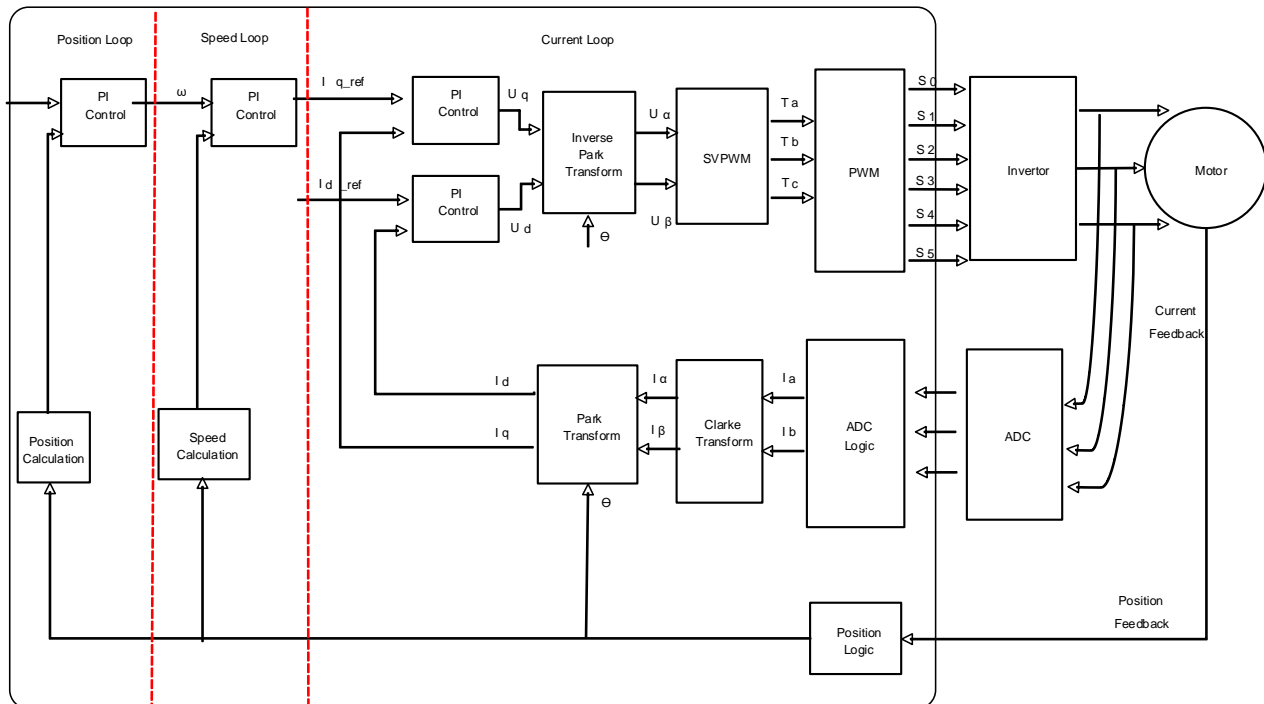 Position Loop
Speed Loop
Current Loop
PI
Control
ω
PI
Control
I q_ref
PI
Control
U q
Inverse
Park
Transform
U α
SVPWM
T a
T b
T c
PWM
S 0
S 1
S 2
S 3
S 4
S 5
Invertor
Motor
I d _ref
PI
Control
U d
U β
Ө
Current
Feedback
Position
Calculation
Speed
Calculation
I d
I q
Park
Transform
Ө
I α
I β
Clarke
Transform
I a
I b
ADC
Logic
ADC
Position
Logic
Position
Feedback